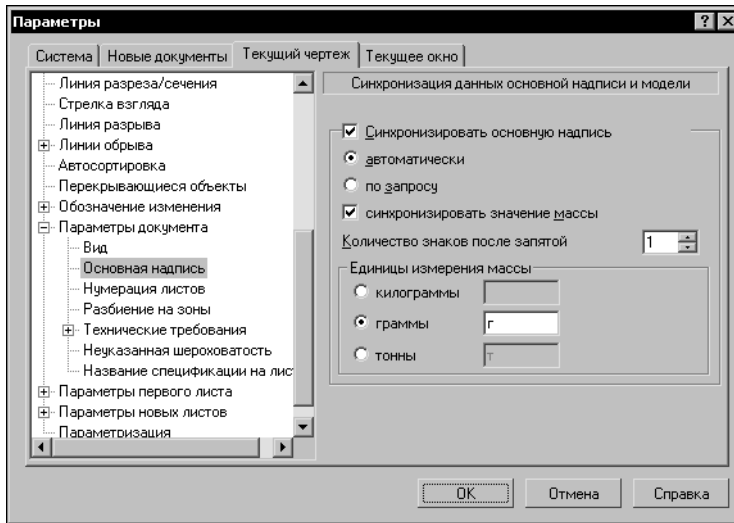 Параметры
Система
Новые документы
Текущий чертеж
Текущее окно
Линия разреза/сечения
Стрелка взгляда
Линия разрыва
Линии обрыва
Автосортировка
Перекрывающиеся объекты
Обозначение изменения
Параметры документа
Вид
Основная надпись
Нумерация листов
Разбиение на зоны
Технические требования
Неуказанная шероховатость
Название спецификации на лис
Параметры первого листа
Параметры новых листов
Параметризация
Синхронизация данных основной надписи и модели
Синхронизировать основную надпись
автоматически
по запросу
синхронизировать значение массы
Количество знаков после запятой 1
Единицы измерения массы
килограммы
граммы г
тонны т
OK
Отмена
Справка